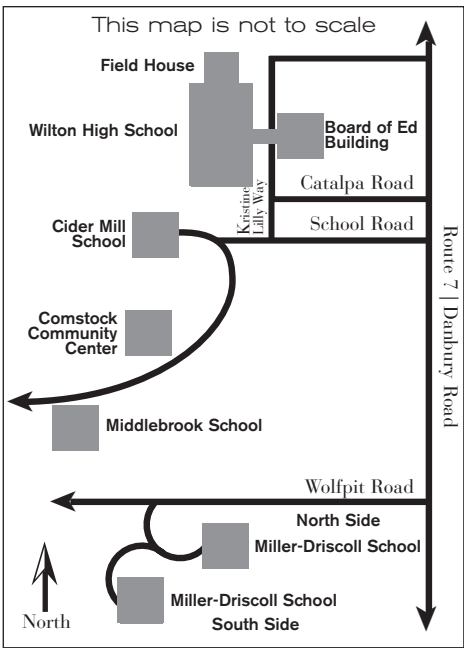 This map is not to scale
Field House
Wilton High School
Board of Ed
Building
Catalpa Road
Kristine
Lilly Way
School Road
Cider Mill
School
Route 7 | Danbury Road
Comstock
Community
Center
Middlebrook School
Wolfpit Road
North Side
Miller-Driscoll School
Miller-Driscoll School
South Side
North